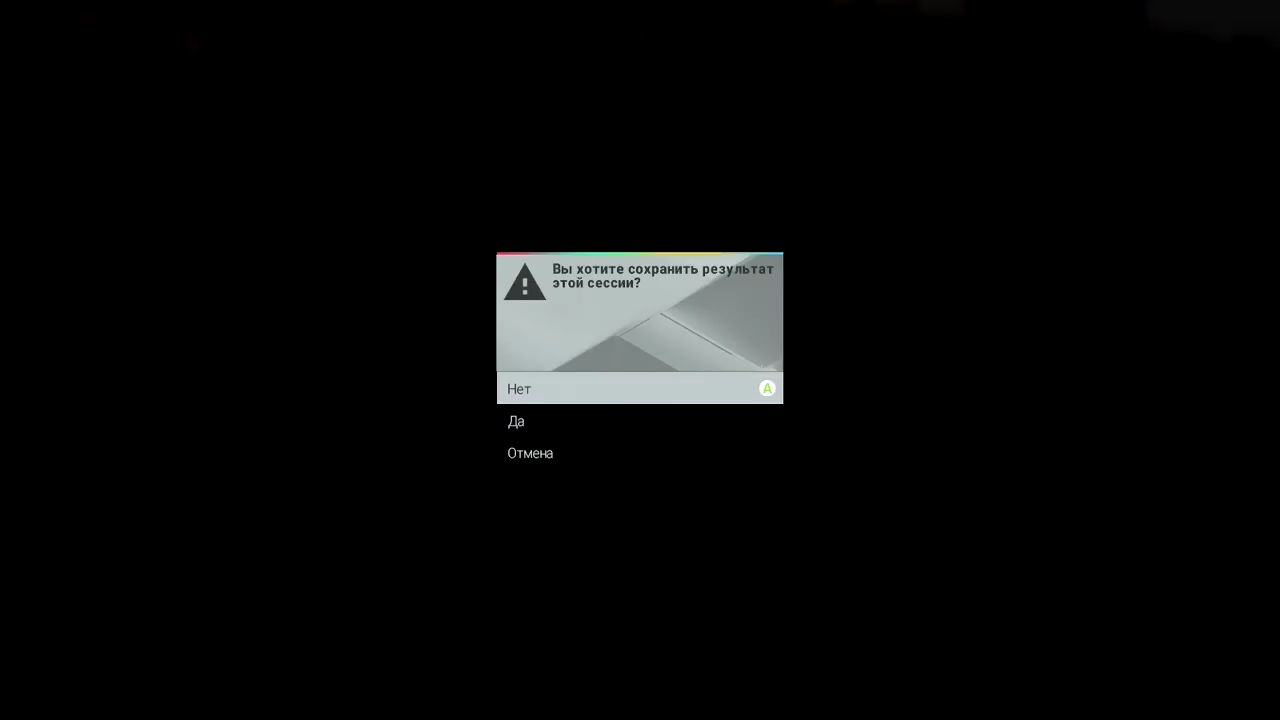 Вы хотите сохранить результат
этой сессии?
Нет A
Да
Отмена